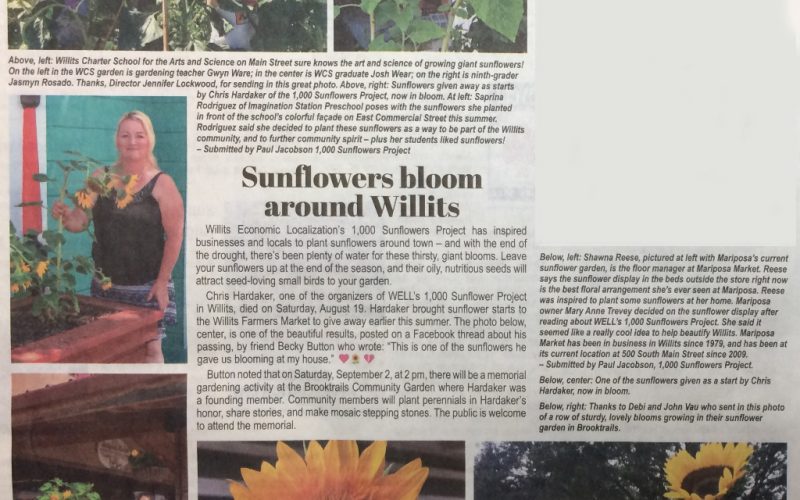 Above, left: Willits Charter School for the Arts and Science on Main Street sure knows the art and science of growing giant sunflowers!
On the left in the WCS garden is gardening teacher Gwyn Ware; in the center is WCS graduate Josh Wear; on the right is ninth-grader
Jasmyn Rosado. Thanks, Director Jennifer Lockwood, for sending in this great photo. Above, right: Sunflowers given away as starts
by Chris Hardaker of the 1,000 Sunflowers Project, now in bloom. At left: Saprina
Rodriguez of Imagination Station Preschool poses with the sunflowers she planted
in front of the school's colorful façade on East Commercial Street this summer.
Rodriguez said she decided to plant these sunflowers as a way to be part of the Willits
community, and to further community spirit – plus her students liked sunflowers!
– Submitted by Paul Jacobson 1,000 Sunflowers Project
Sunflowers bloom
around Willits
Willits Economic Localization's 1,000 Sunflowers Project has inspired
businesses and locals to plant sunflowers around town – and with the end of
the drought, there's been plenty of water for these thirsty, giant blooms. Leave
your sunflowers up at the end of the season, and their oily, nutritious seeds will
attract seed-loving small birds to your garden.
Chris Hardaker, one of the organizers of WELL's 1,000 Sunflower Project
in Willits, died on Saturday, August 19. Hardaker brought sunflower starts to
the Willits Farmers Market to give away earlier this summer. The photo below,
center, is one of the beautiful results, posted on a Facebook thread about his
passing, by friend Becky Button who wrote: "This is one of the sunflowers he
gave us blooming at my house." 💗🌻💔
Button noted that on Saturday, September 2, at 2 pm, there will be a memorial
gardening activity at the Brooktrails Community Garden where Hardaker was
a founding member. Community members will plant perennials in Hardaker's
honor, share stories, and make mosaic stepping stones. The public is welcome
to attend the memorial.
Below, left: Shawna Reese, pictured at left with Mariposa's current
sunflower garden, is the floor manager at Mariposa Market. Reese
says the sunflower display in the beds outside the store right now
is the best floral arrangement she's ever seen at Mariposa. Reese
was inspired to plant some sunflowers at her home. Mariposa
owner Mary Anne Trevey decided on the sunflower display after
reading about WELL's 1,000 Sunflowers Project. She said it
seemed like a really cool idea to help beautify Willits. Mariposa
Market has been in business in Willits since 1979, and has been at
its current location at 500 South Main Street since 2009.
– Submitted by Paul Jacobson, 1,000 Sunflowers Project.
Below, center: One of the sunflowers given as a start by Chris
Hardaker, now in bloom.
Below, right: Thanks to Debi and John Vau who sent in this photo
of a row of sturdy, lovely blooms growing in their sunflower
garden in Brooktrails.